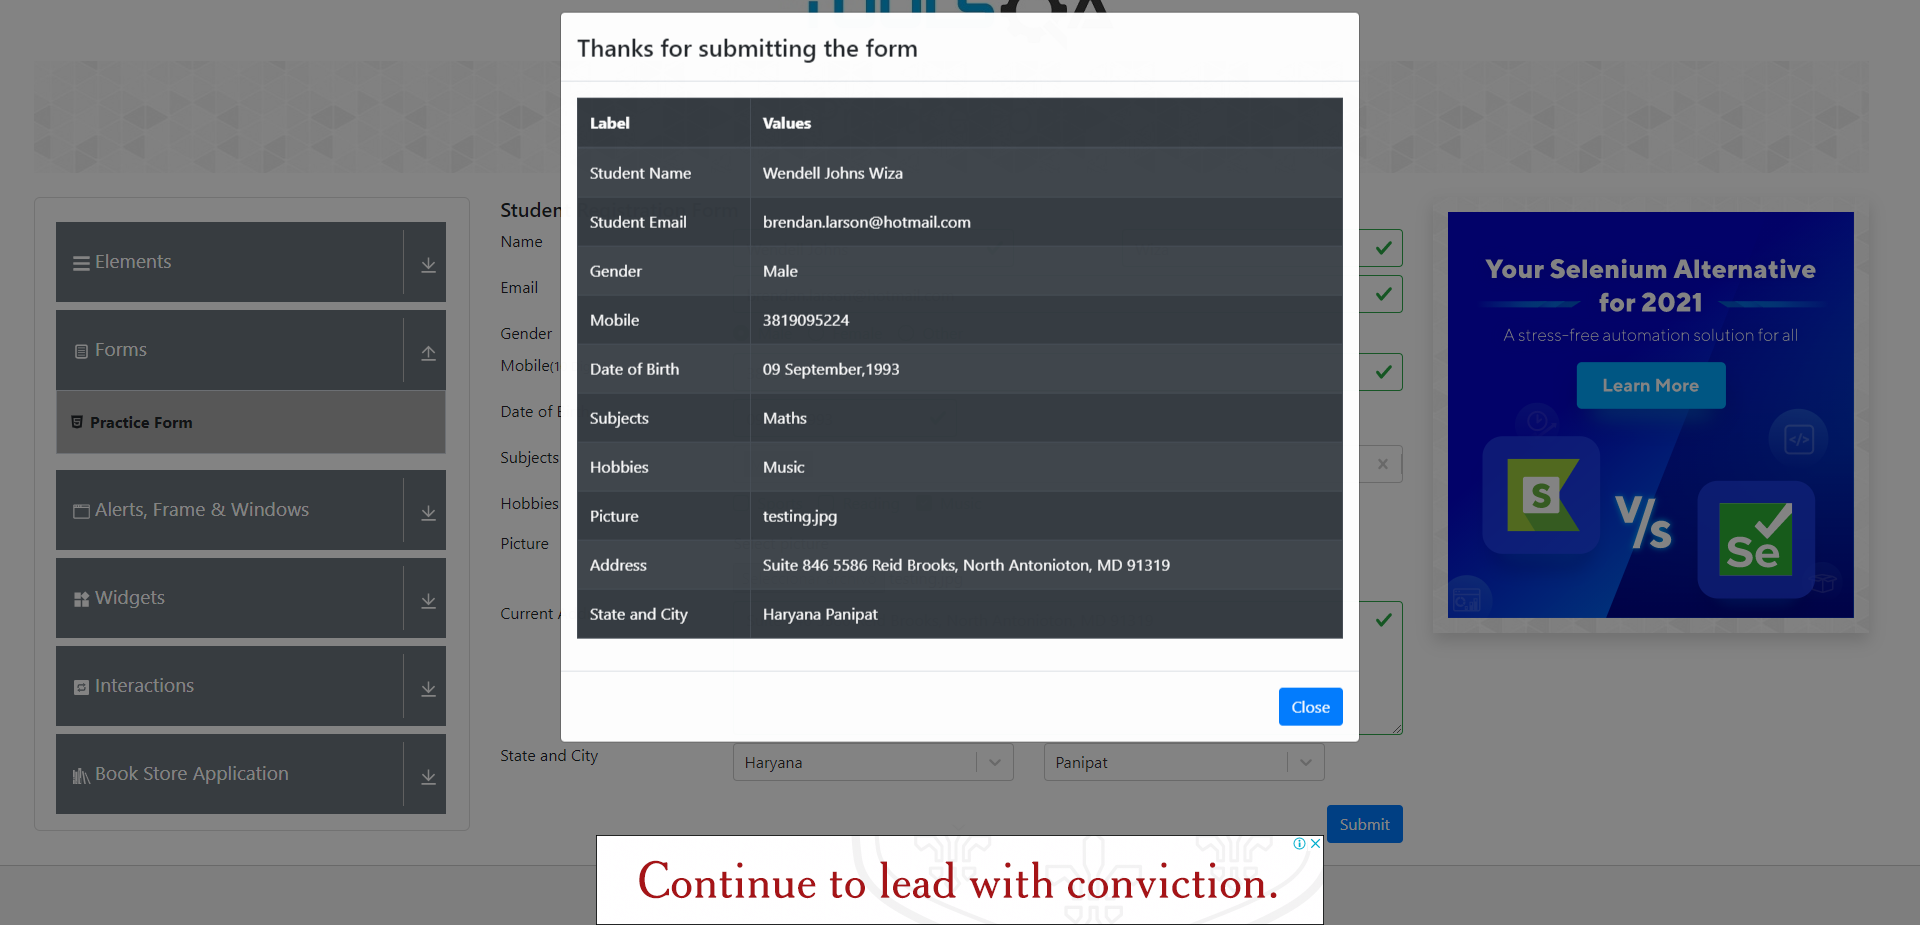 TOOLSQA
Thanks for submitting the form
Label Values
Student Name Wendell Johns Wiza
Student Email brendan.larson@hotmail.com
Gender Male
Mobile 3819095224
Date of Birth 09 September,1993
Subjects Maths
Hobbies Music
Picture testing.jpg
Address Suite 846 5586 Reid Brooks, North Antonioton, MD 91319
State and City Haryana Panipat
Close
Elements
Forms
Practice Form
Alerts, Frame & Windows
Widgets
Interactions
Book Store Application
Name
Email
Gender
Date of
Subjects
Hobbies
Picture
Current
State and City Haryana Panipat
Submit
Your Selenium Alternative
for 2021
A stress-free automation solution for all
Learn More
S
V/s
Se
</>
Continue to lead with conviction.